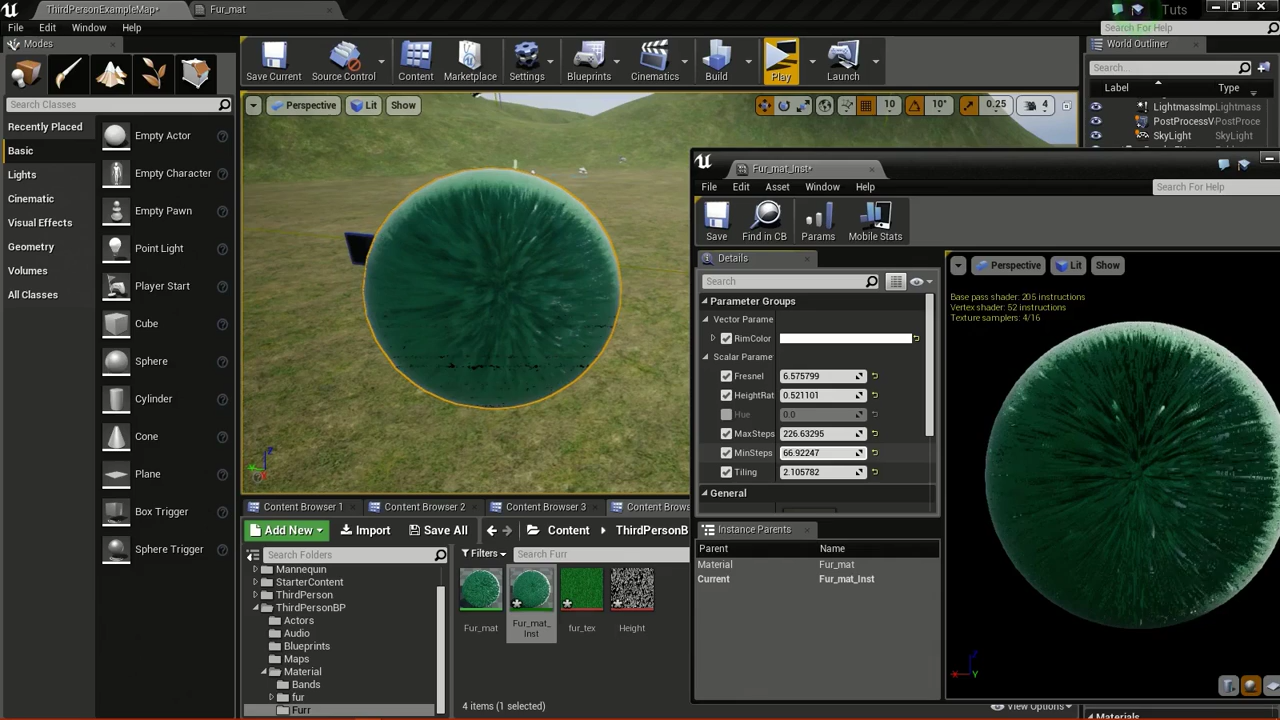 ThirdPersonExampleMap*
Fur_mat
Tuts
File
Edit
Window
Help
Search For Help
Modes
World Outliner
Save Current
Source Control
Content
Marketplace
Settings
Blueprints
Cinematics
Build
Play
Launch
Search...
Label
Type
Search Classes
Perspective
Lit
Show
10
10°
0.25
4
LightmassImp Lightmass
PostProcessV PostProce
SkyLight SkyLight
Recently Placed
Basic
Lights
Cinematic
Visual Effects
Geometry
Volumes
All Classes
Empty Actor
Empty Character
Empty Pawn
Point Light
Player Start
Cube
Sphere
Cylinder
Cone
Plane
Box Trigger
Sphere Trigger
Fur_mat_Inst*
File
Edit
Asset
Window
Help
Search For Help
Save
Find in CB
Params
Mobile Stats
Details
Search
Perspective
Lit
Show
Base pass shader: 205 instructions
Vertex shader: 52 instructions
Texture samplers: 4/16
Parameter Groups
Vector Parame
RimColor
Scalar Parame
Fresnel 6.575799
HeightRat 0.521101
Hue 0.0
MaxSteps 226.63295
MinSteps 66.92247
Tiling 2.105782
General
Instance Parents
Parent Name
Material Fur_mat
Current Fur_mat_Inst
Content Browser 1
Content Browser 2
Content Browser 3
Content Brows
Add New
Import
Save All
Content
ThirdPersonB
Search Folders
Filters
Search Furr
Mannequin
StarterContent
ThirdPerson
ThirdPersonBP
Actors
Audio
Blueprints
Maps
Material
Bands
fur
Furr
Fur_mat
Fur_mat_
Inst
fur_tex
Height
4 items (1 selected)
View Options
Materials